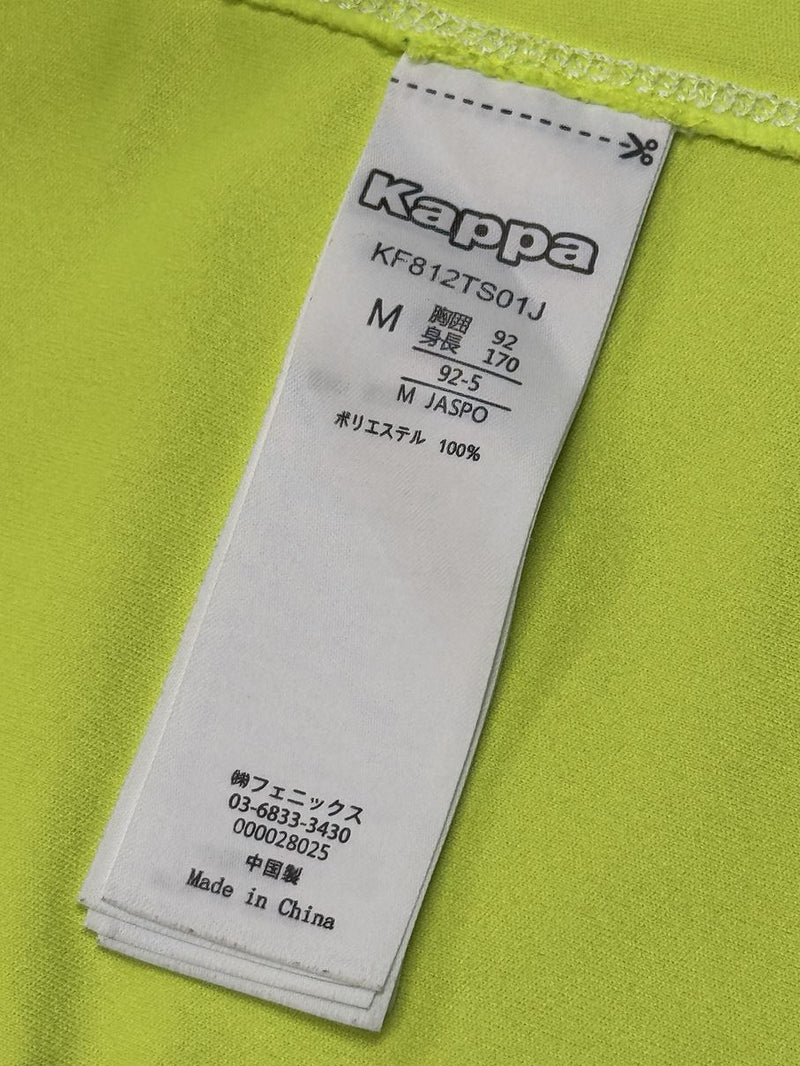 Kappa
KF812TS01J
M 胸囲 92
身長 170
92-5
M JASPO
ポリエステル 100%
㈱フェニックス
03-6833-3430
000028025
中国製
Made in China